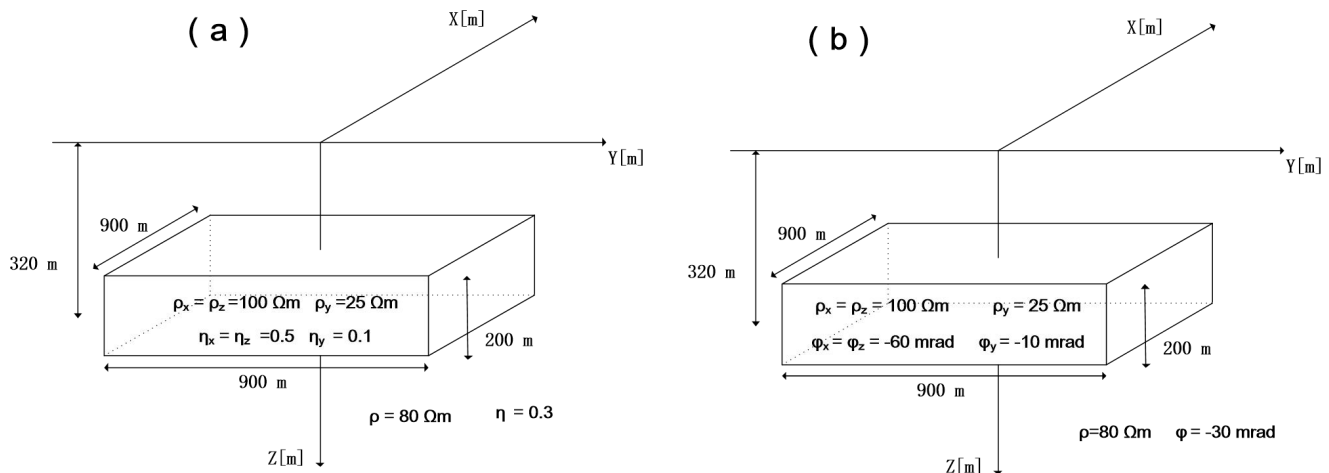 ( a )
X[m]
Y[m]
900 m
320 m
ρx = ρz =100 Ωm ρy =25 Ωm
ηx = ηz =0.5 ηy = 0.1
200 m
900 m
ρ = 80 Ωm η = 0.3
Z[m]
( b )
X[m]
Y[m]
900 m
320 m
ρx = ρz = 100 Ωm ρy = 25 Ωm
φx = φz = -60 mrad φy = -10 mrad
200 m
900 m
ρ=80 Ωm φ = -30 mrad
Z[m]